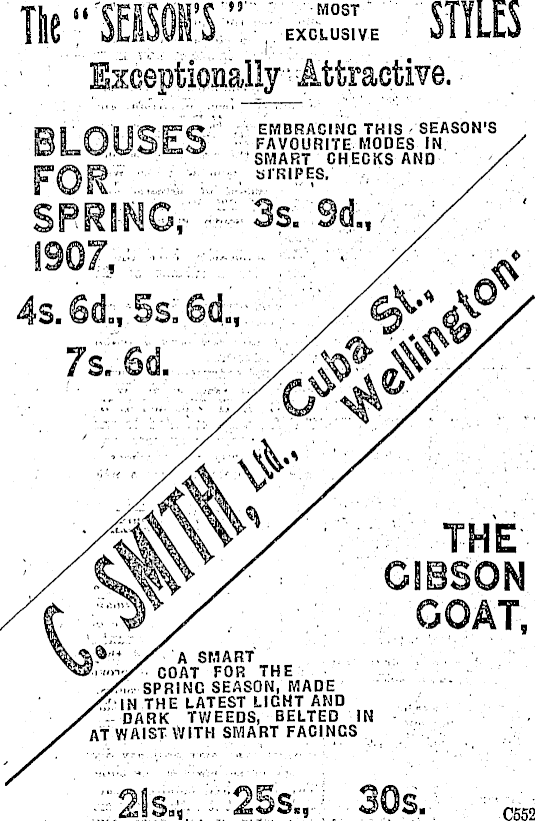 The "SEASON'S" MOST EXCLUSIVE STYLES
Exceptionally Attractive.
BLOUSES
FOR
SPRING,
1907,
EMBRACING THIS SEASON'S
FAVOURITE MODES IN
SMART CHECKS AND
STRIPES.
3s. 9d.,
4s. 6d., 5s. 6d.,
7s. 6d.
C. SMITH, Ltd., Cuba St.,
Wellington.
THE
GIBSON
COAT,
A SMART
COAT FOR THE
SPRING SEASON, MADE
IN THE LATEST LIGHT AND
DARK TWEEDS, BELTED IN
AT WAIST WITH SMART FACINGS
21s., 25s., 30s.
C552